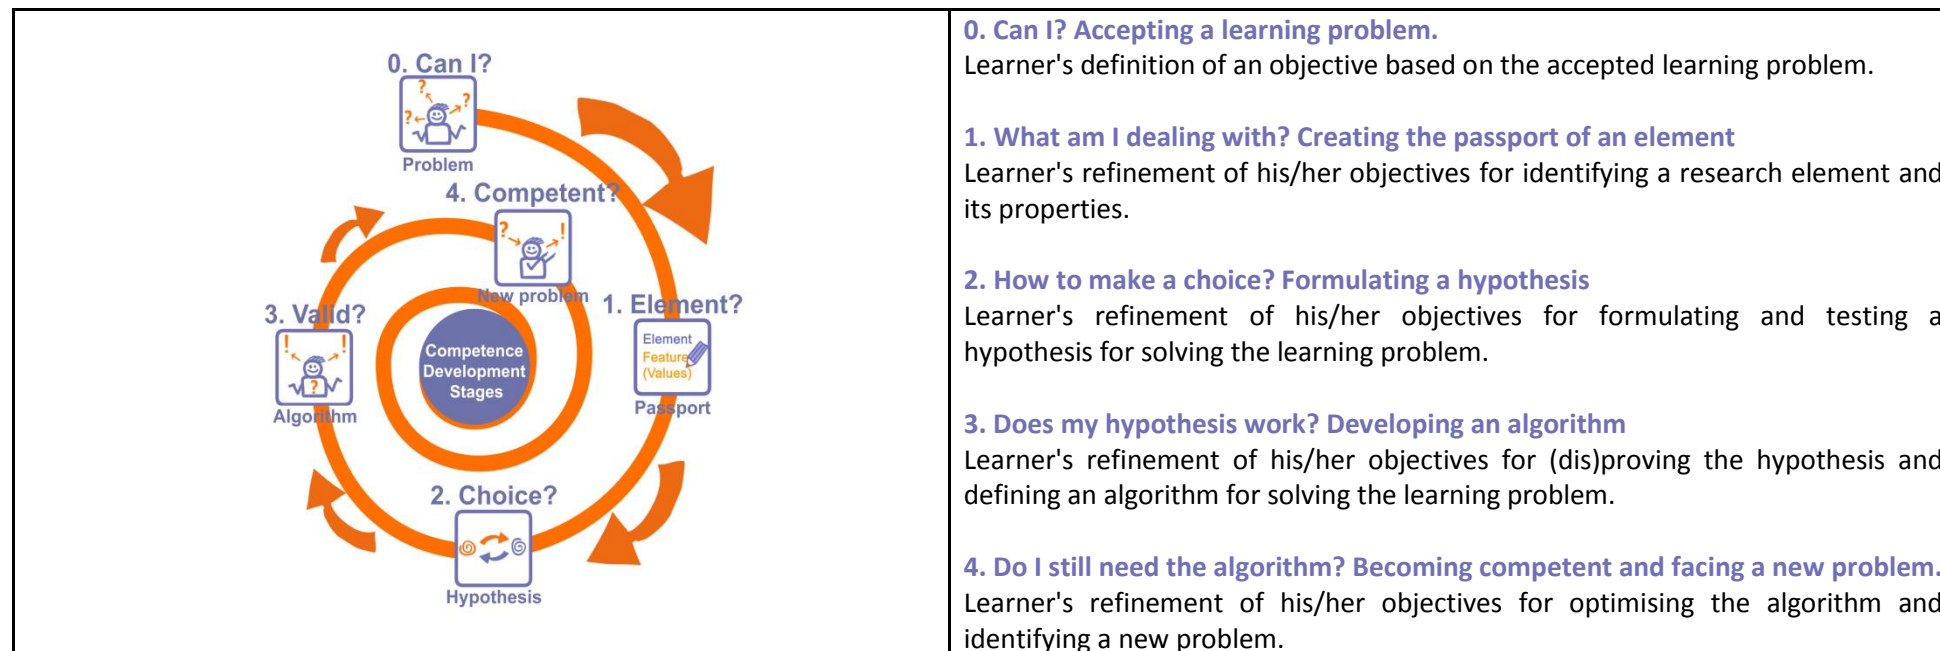 0. Can I?
?
?
?
Problem
4. Competent?
?
!
New problem
3. Valid?
!
!
?
Algorithm
1. Element?
Element
Feature
(Values)
Passport
Competence
Development
Stages
2. Choice?
Hypothesis
0. Can I? Accepting a learning problem.
Learner's definition of an objective based on the accepted learning problem.
1. What am I dealing with? Creating the passport of an element
Learner's refinement of his/her objectives for identifying a research element and
its properties.
2. How to make a choice? Formulating a hypothesis
Learner's refinement of his/her objectives for formulating and testing a
hypothesis for solving the learning problem.
3. Does my hypothesis work? Developing an algorithm
Learner's refinement of his/her objectives for (dis)proving the hypothesis and
defining an algorithm for solving the learning problem.
4. Do I still need the algorithm? Becoming competent and facing a new problem.
Learner's refinement of his/her objectives for optimising the algorithm and
identifying a new problem.